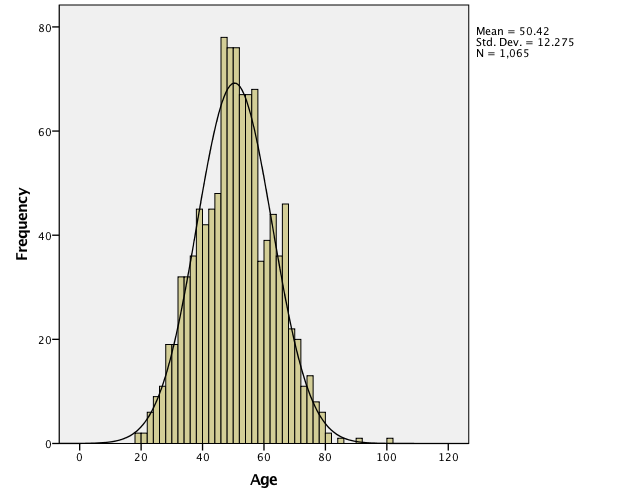 Mean = 50.42
Std. Dev. = 12.275
N = 1,065
80
60
40
20
0
Frequency
0 20 40 60 80 100 120
Age